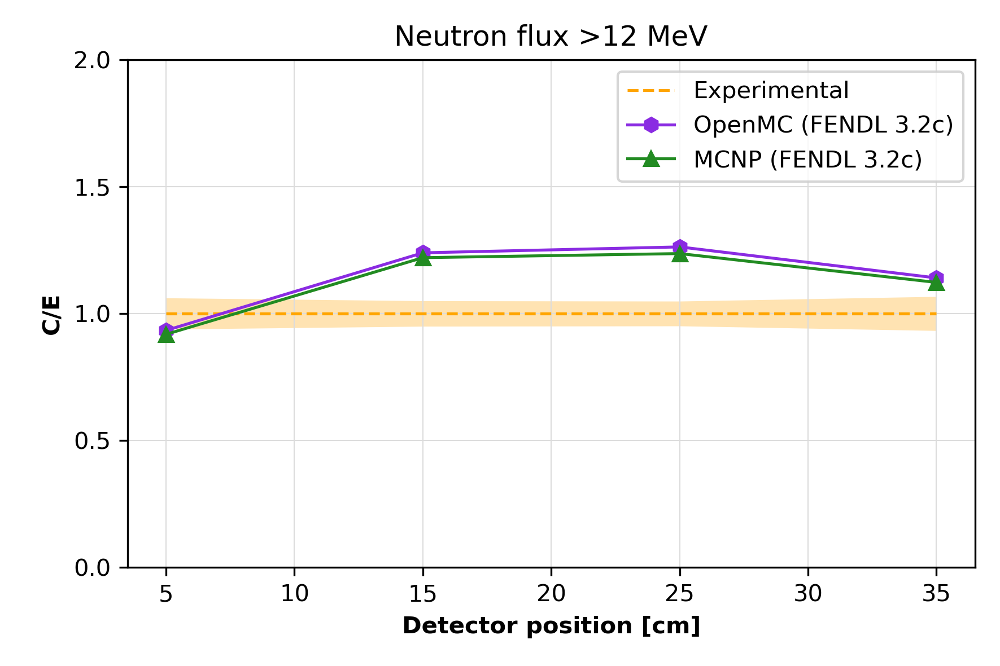 Neutron flux >12 MeV
2.0
1.5
1.0
0.5
0.0
C/E
Experimental
OpenMC (FENDL 3.2c)
MCNP (FENDL 3.2c)
5 10 15 20 25 30 35
Detector position [cm]